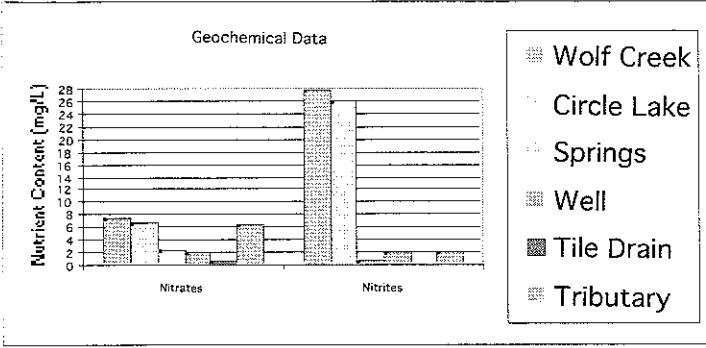 Geochemical Data
Nutrient Content (mg/L)
28
26
24
22
20
18
16
14
12
10
8
6
4
2
0
Nitrates
Nitrites
Wolf Creek
Circle Lake
Springs
Well
Tile Drain
Tributary